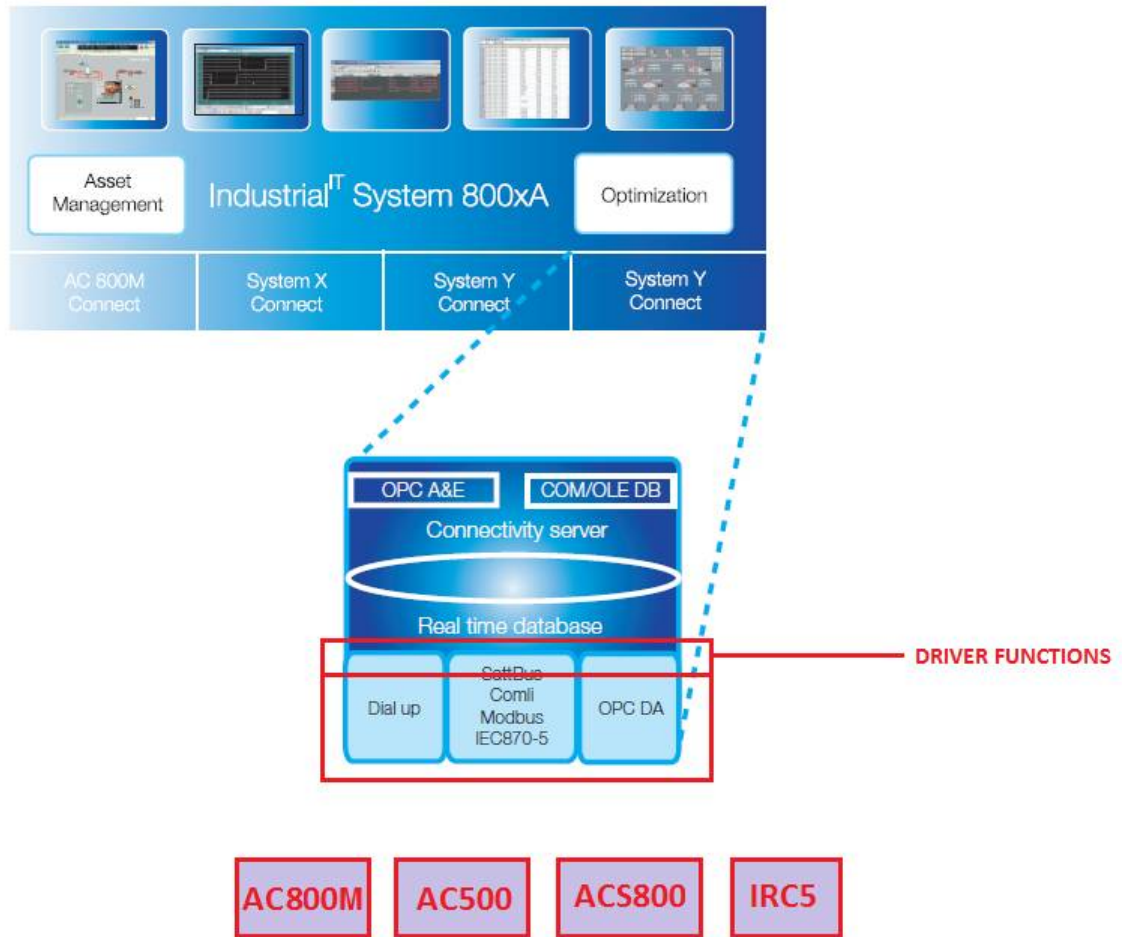 Asset
Management
Industrial^IT System 800xA
Optimization
AC 800M
Connect
System X
Connect
System Y
Connect
System Y
Connect
OPC A&E
COM/OLE DB
Connectivity server
Real time database
DRIVER FUNCTIONS
Dial up
SattBus
Comli
Modbus
IEC870-5
OPC DA
AC800M
AC500
ACS800
IRC5